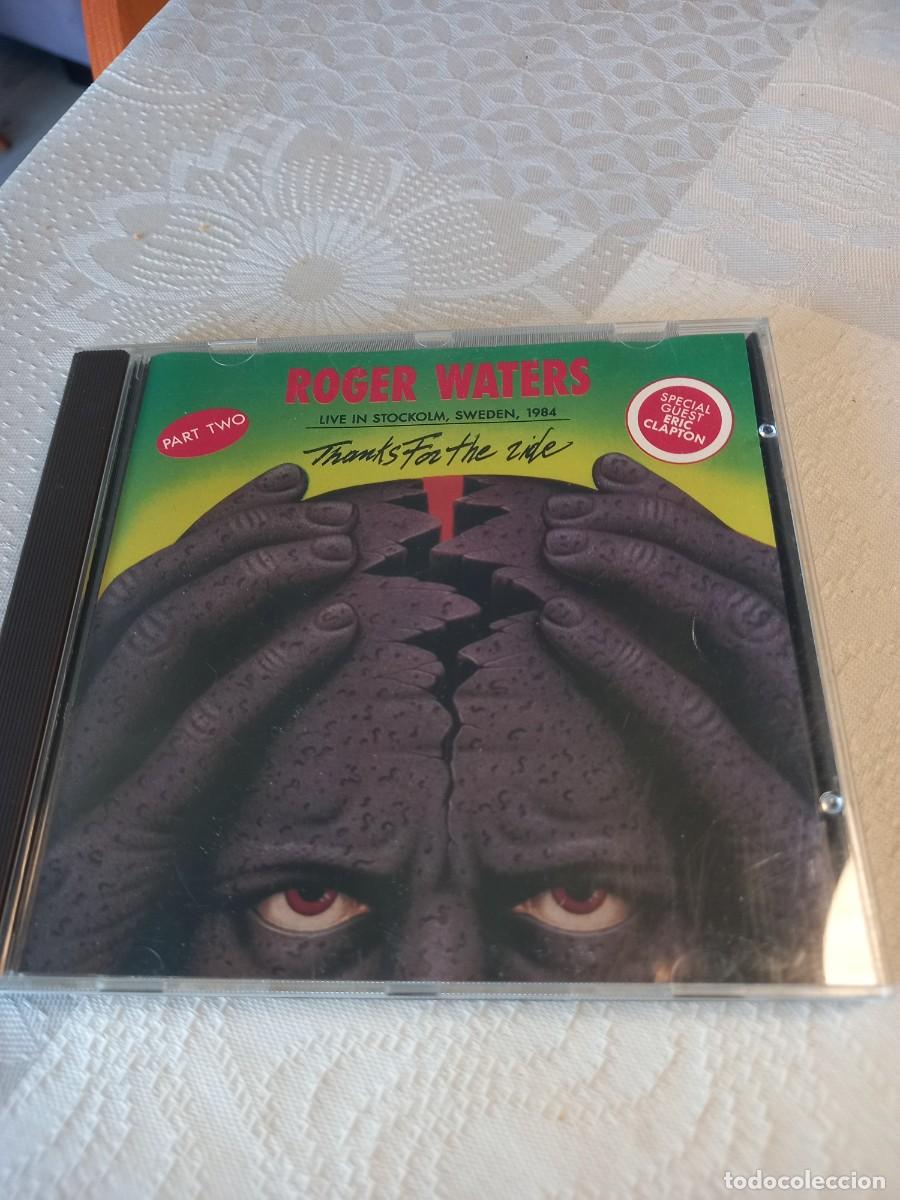 ROGER WATERS
LIVE IN STOCKOLM, SWEDEN, 1984
Thanks For the ride
PART TWO
SPECIAL
GUEST
ERIC
CLAPTON
todocoleccion